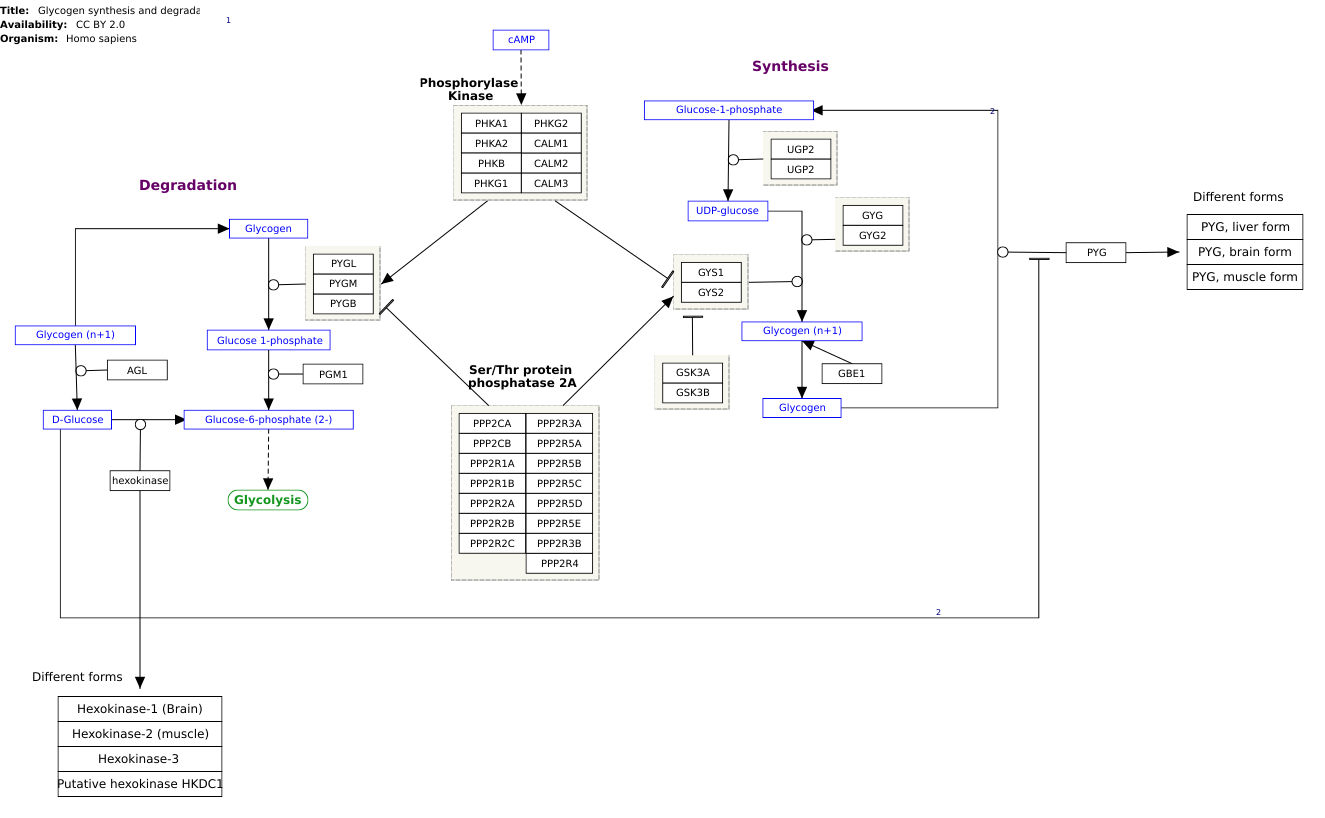 Title: Glycogen synthesis and degrada
Availability: CC BY 2.0
Organism: Homo sapiens
1
cAMP
Phosphorylase
Kinase
PHKA1 PHKG2
PHKA2 CALM1
PHKB CALM2
PHKG1 CALM3
Synthesis
Glucose-1-phosphate
2
UGP2
UGP2
UDP-glucose
GYG
GYG2
GYS1
GYS2
Glycogen (n+1)
GBE1
GSK3A
GSK3B
Glycogen
Different forms
PYG
PYG, liver form
PYG, brain form
PYG, muscle form
Degradation
Glycogen
PYGL
PYGM
PYGB
Glycogen (n+1)
Glucose 1-phosphate
AGL
PGM1
D-Glucose
Glucose-6-phosphate (2-)
hexokinase
Glycolysis
Ser/Thr protein
phosphatase 2A
PPP2CA PPP2R3A
PPP2CB PPP2R5A
PPP2R1A PPP2R5B
PPP2R1B PPP2R5C
PPP2R2A PPP2R5D
PPP2R2B PPP2R5E
PPP2R2C PPP2R3B
PPP2R4
2
Different forms
Hexokinase-1 (Brain)
Hexokinase-2 (muscle)
Hexokinase-3
Putative hexokinase HKDC1